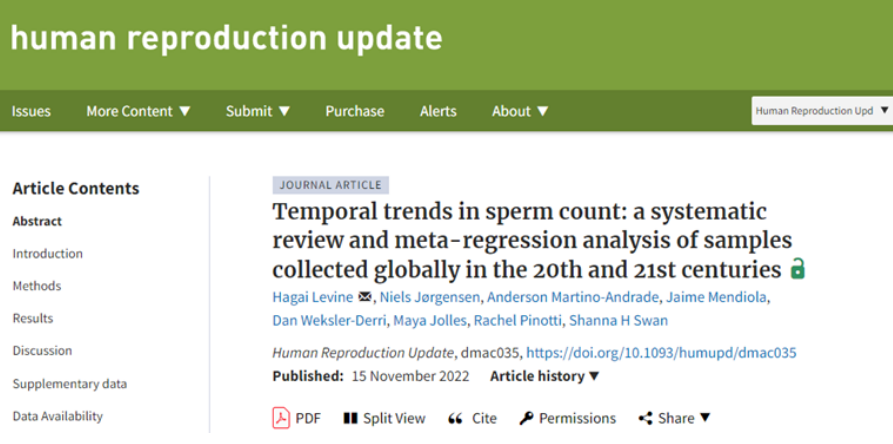 human reproduction update
Issues More Content ▼ Submit ▼ Purchase Alerts About ▼ Human Reproduction Upd ▼
Article Contents
Abstract
Introduction
Methods
Results
Discussion
Supplementary data
Data Availability
JOURNAL ARTICLE
Temporal trends in sperm count: a systematic
review and meta-regression analysis of samples
collected globally in the 20th and 21st centuries
Hagai Levine ✉, Niels Jørgensen, Anderson Martino-Andrade, Jaime Mendiola,
Dan Weksler-Derri, Maya Jolles, Rachel Pinotti, Shanna H Swan
Human Reproduction Update, dmac035, https://doi.org/10.1093/humupd/dmac035
Published: 15 November 2022 Article history ▼
PDF Split View Cite Permissions Share ▼